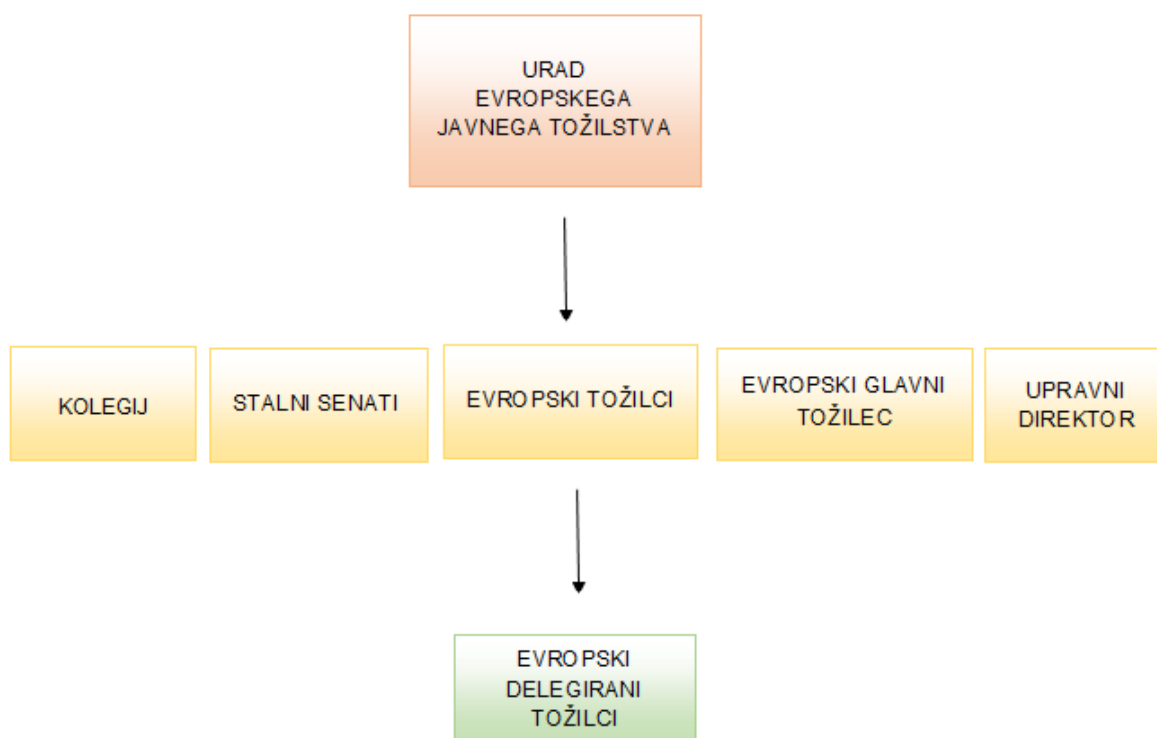 URAD
EVROPSKEGA
JAVNEGA TOŽILSTVA
KOLEGIJ
STALNI SENATI
EVROPSKI TOŽILCI
EVROPSKI GLAVNI
TOŽILEC
UPRAVNI
DIREKTOR
EVROPSKI
DELEGIRANI
TOŽILCI